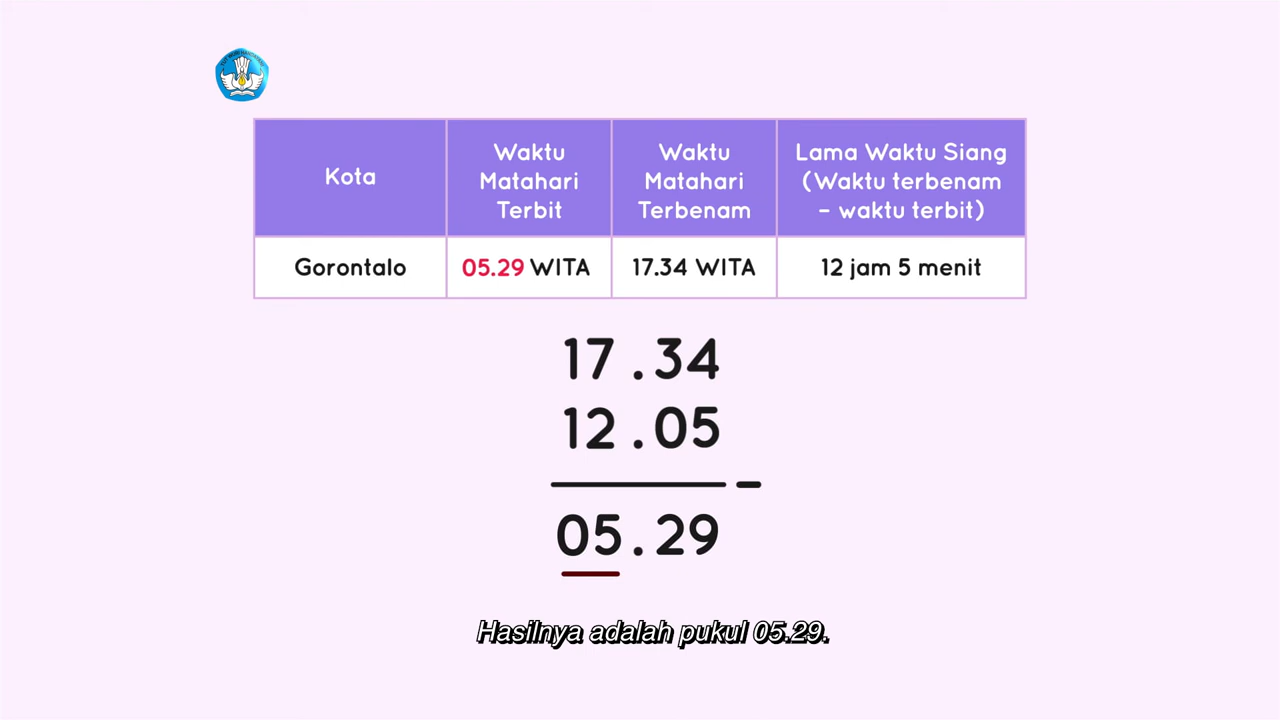 Kota
Waktu
Matahari
Terbit
Waktu
Matahari
Terbenam
Lama Waktu Siang
(Waktu terbenam
– waktu terbit)
Gorontalo
05.29 WITA
17.34 WITA
12 jam 5 menit
17.34
12.05
–
05.29
Hasilnya adalah pukul 05.29.